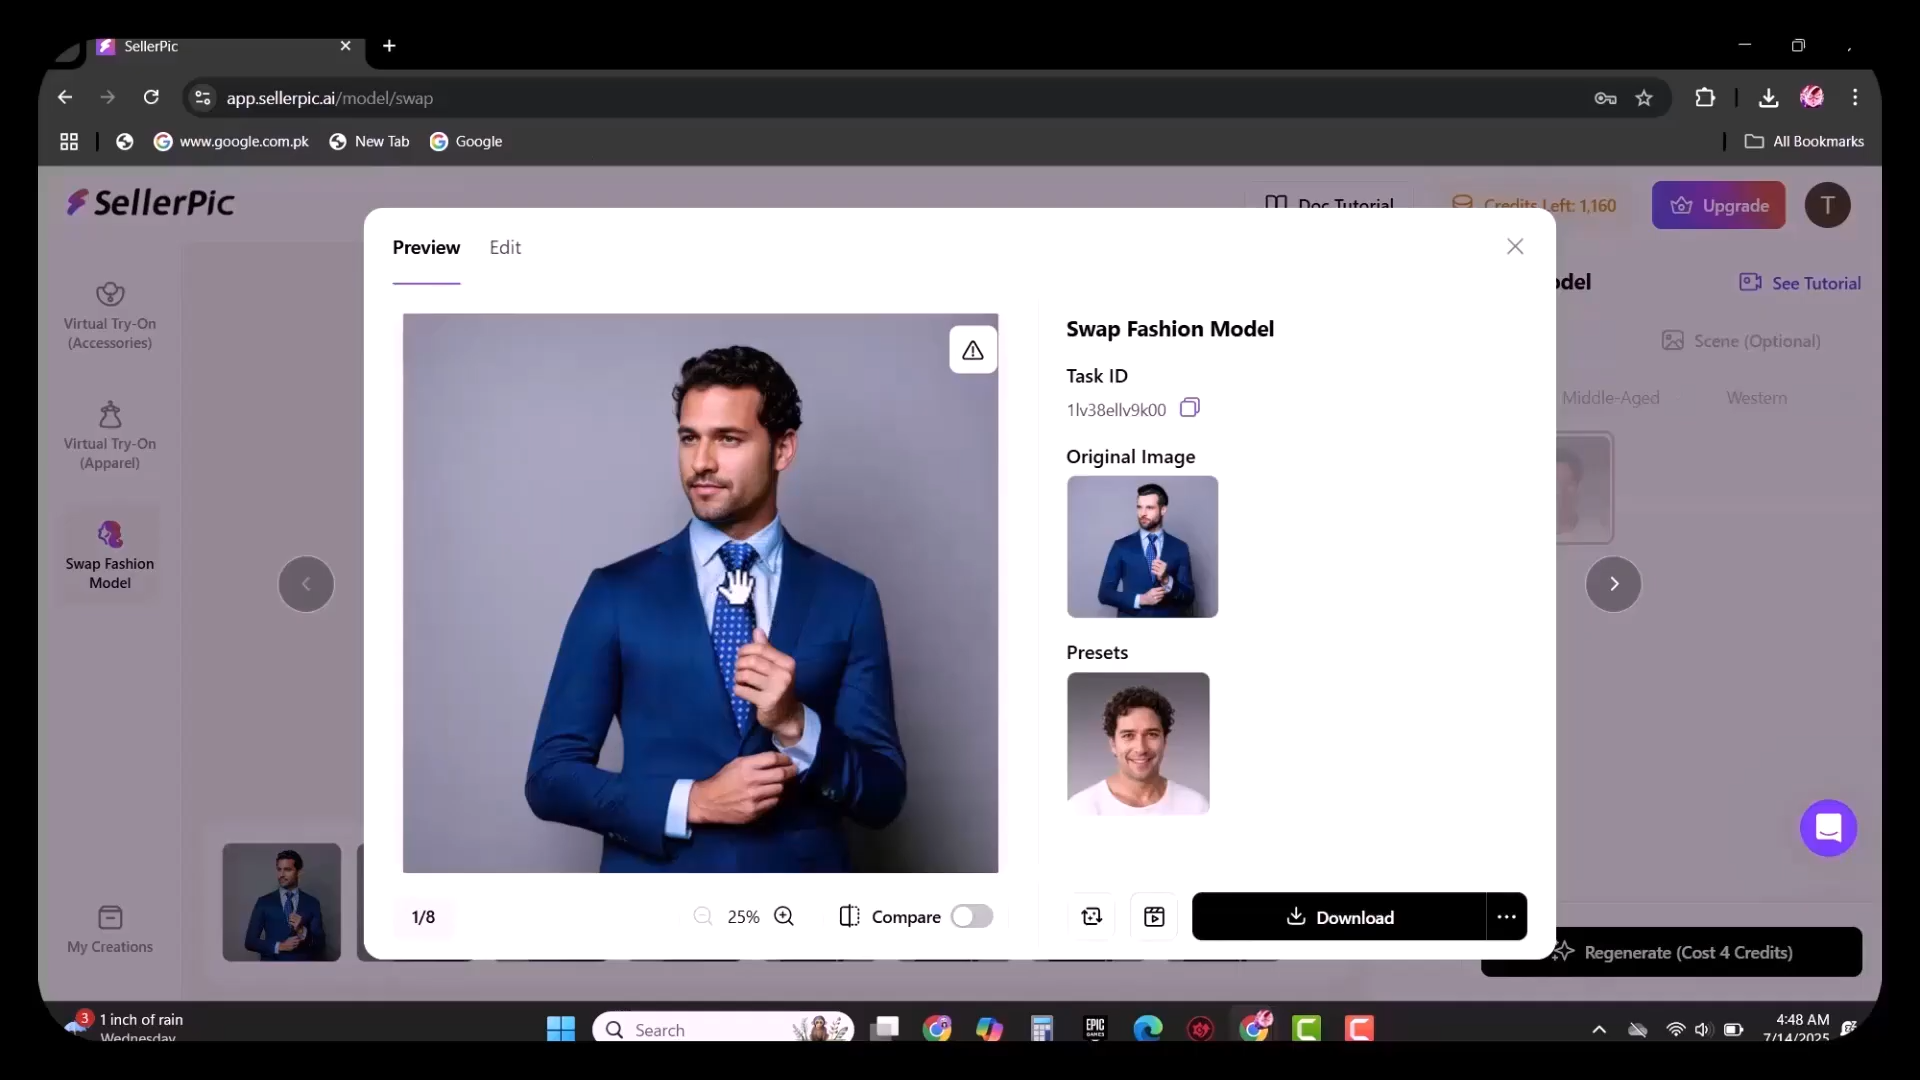 SellerPic
app.sellerpic.ai/model/swap
www.google.com.pk
New Tab
Google
All Bookmarks
SellerPic
Doc Tutorial
Credits Left: 1,160
Upgrade
T
Preview
Edit
odel
See Tutorial
Virtual Try-On
(Accessories)
Swap Fashion Model
Scene (Optional)
Task ID
1lv38ellv9k00
Middle-Aged
Western
Virtual Try-On
(Apparel)
Original Image
Swap Fashion
Model
Presets
My Creations
1/8
25%
Compare
Download
Regenerate (Cost 4 Credits)
3
1 inch of rain
Wednesday
Search
EPIC
GAMES
4:48 AM
7/14/2025